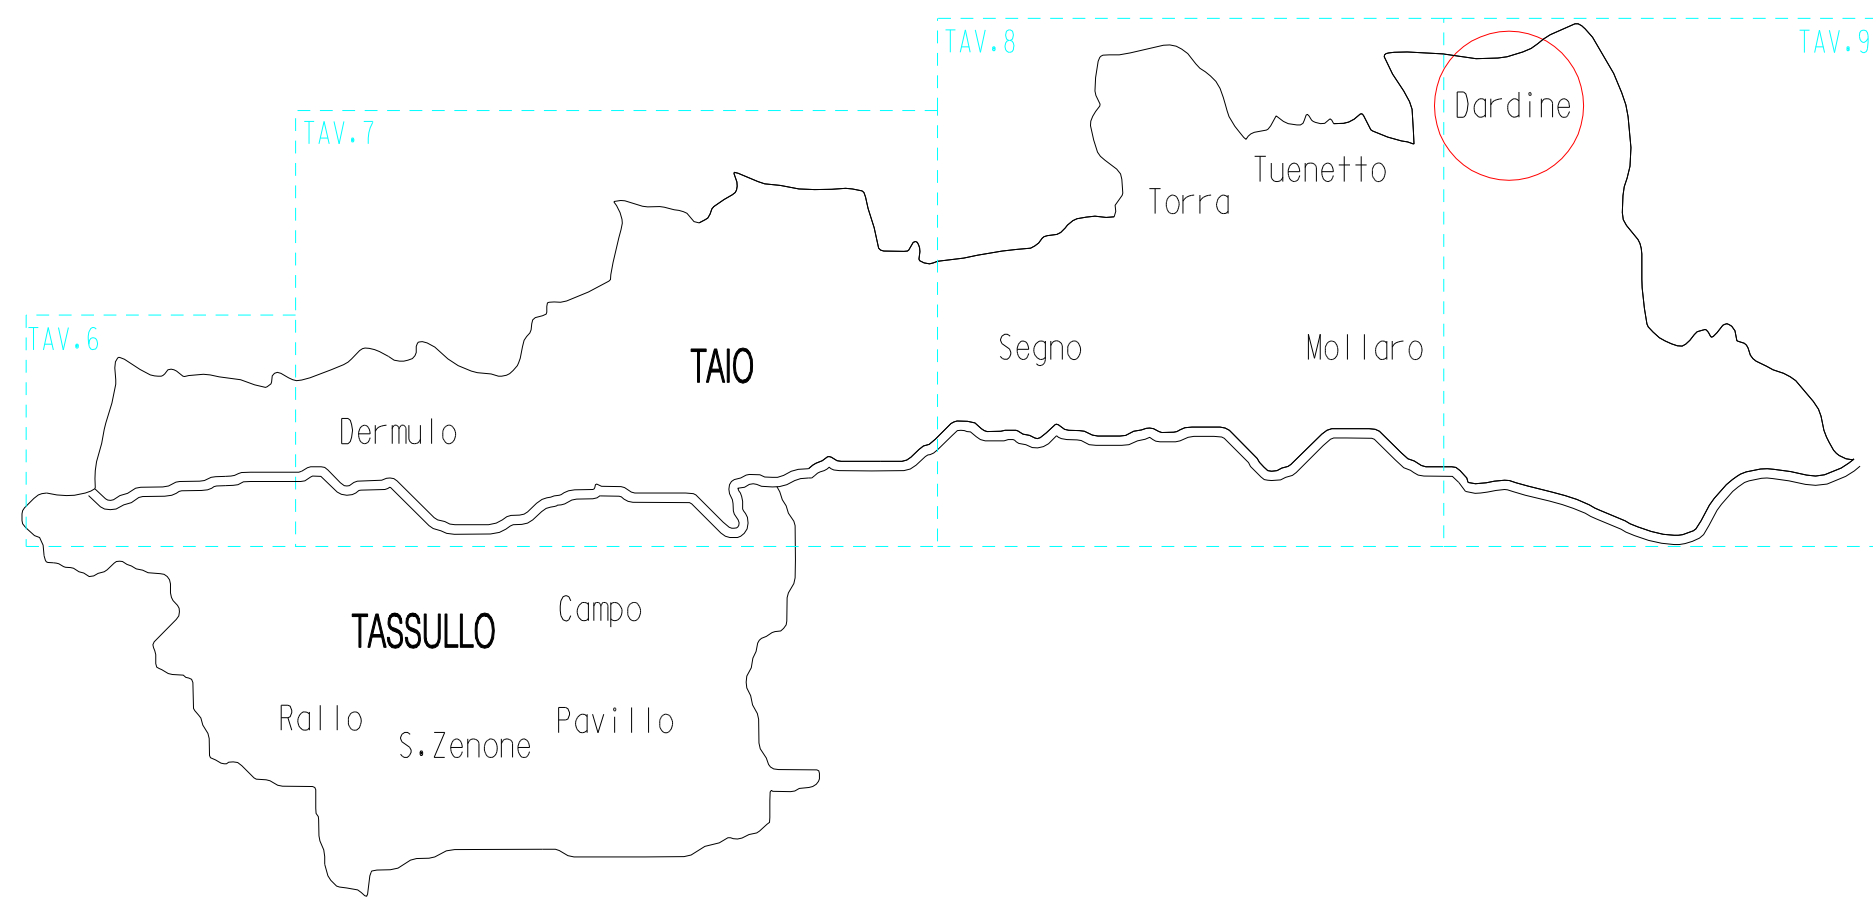 TAV.8
TAV.9
Dardine
TAV.7
Tuenetto
Torra
TAV.6
Segno
Mollaro
TAIO
Dermulo
Campo
TASSULLO
Rallo
Pavillo
S.Zenone